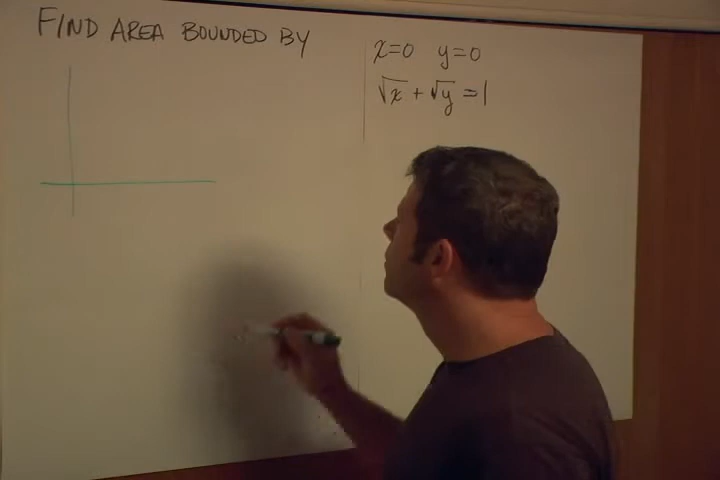 FIND AREA BOUNDED BY
x=0 y=0
√x + √y = 1